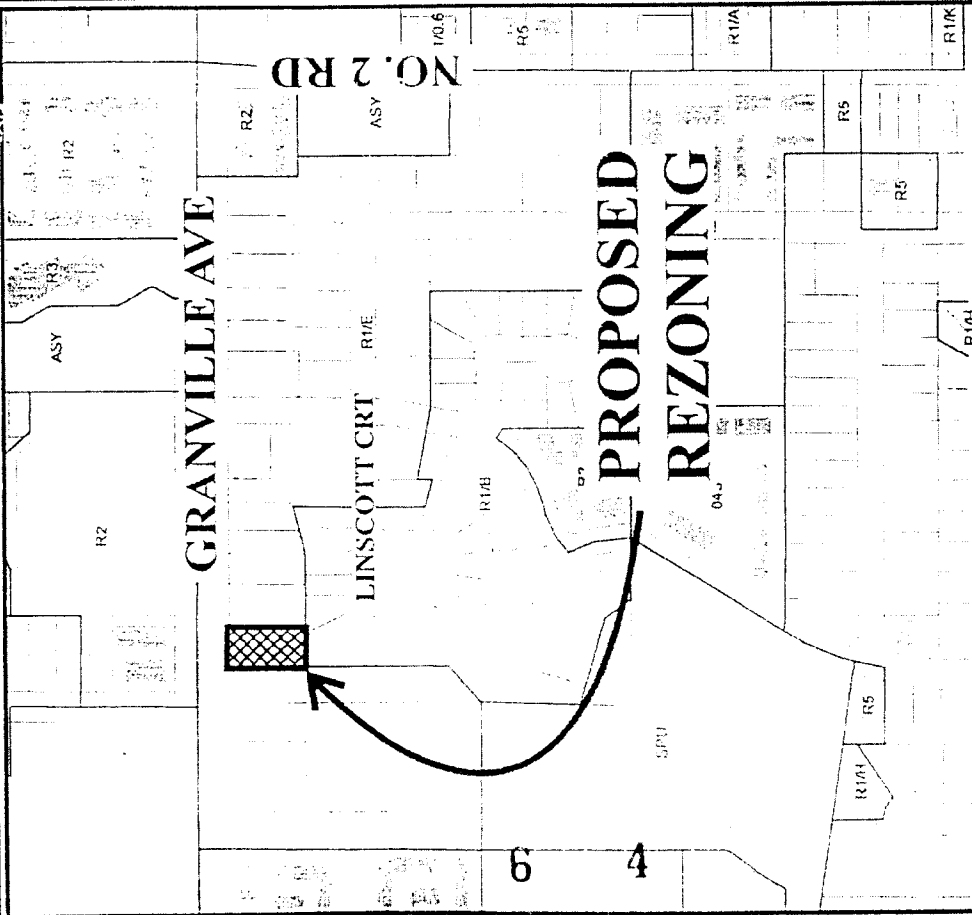 R5
R1/A
R1/K
NO. 2 RD
R2
R2
ASY
R5
R3
ASY
GRANVILLE AVE
R5
R1/E
PROPOSED
REZONING
R2
LINSCOTT CRT
R1/B
SPU
R5
R1/H
6 4